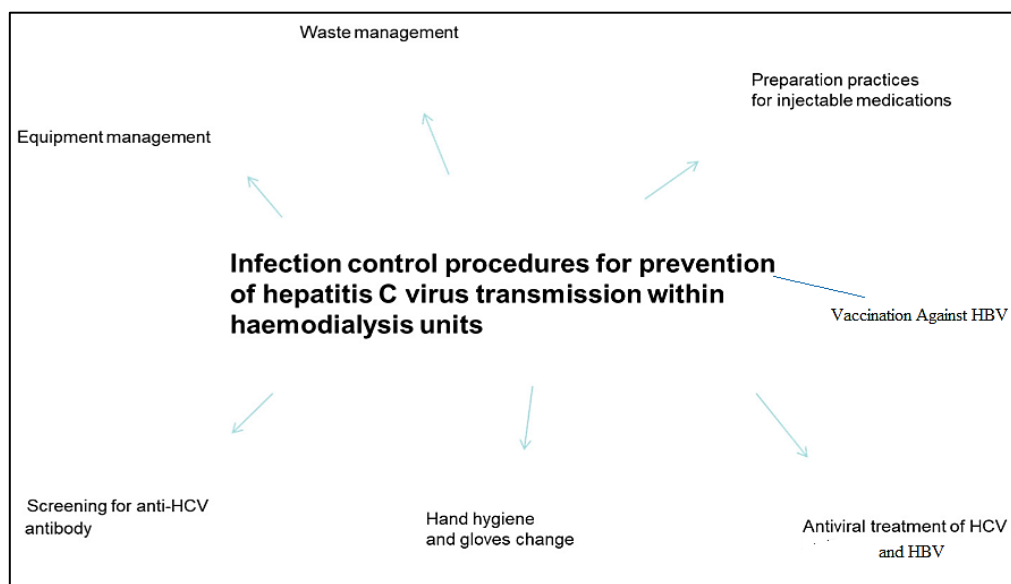 Waste management
Preparation practices
for injectable medications
Equipment management
Infection control procedures for prevention
of hepatitis C virus transmission within
haemodialysis units
Vaccination Against HBV
Screening for anti-HCV
antibody
Hand hygiene
and gloves change
Antiviral treatment of HCV
and HBV